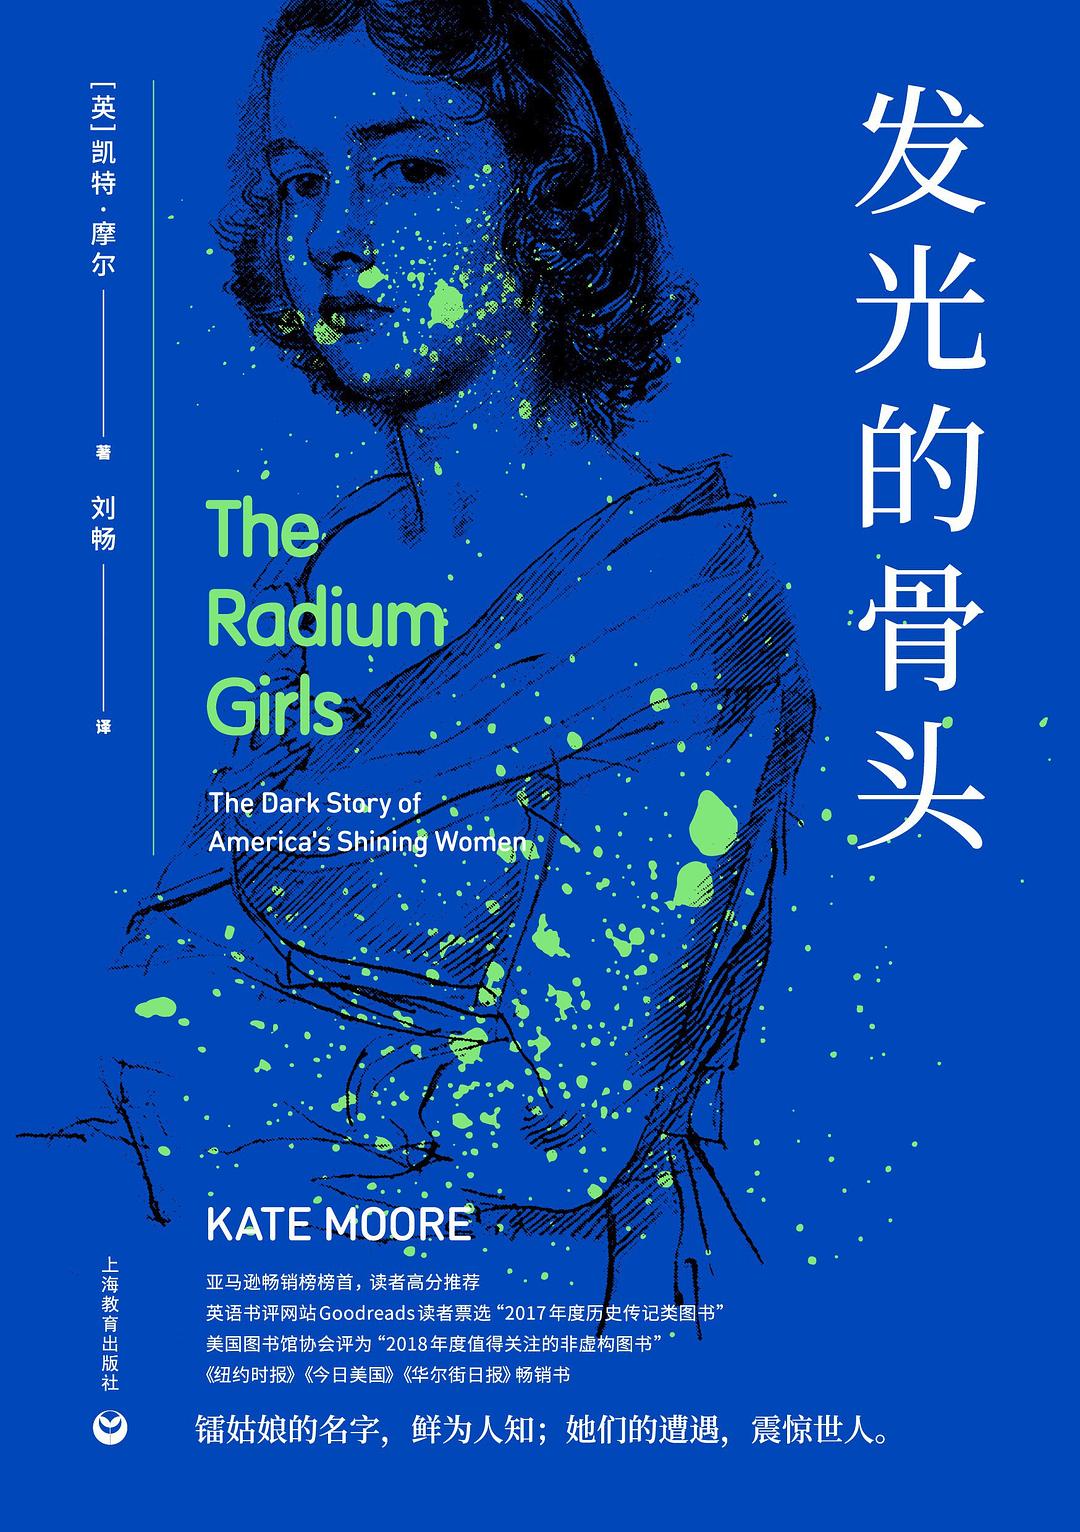 发光的骨头
[英]凯特·摩尔 著
刘畅 译
The
Radium
Girls
The Dark Story of
America's Shining Women
KATE MOORE
亚马逊畅销榜榜首，读者高分推荐
英语书评网站Goodreads读者票选“2017年度历史传记类图书”
美国图书馆协会评为“2018年度值得关注的非虚构图书”
《纽约时报》《今日美国》《华尔街日报》畅销书
镭姑娘的名字，鲜为人知；她们的遭遇，震惊世人。
上海教育出版社